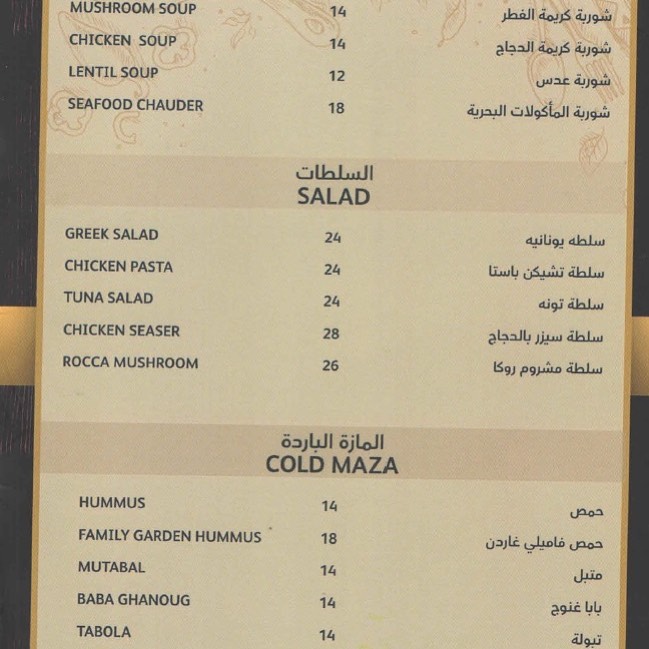 MUSHROOM SOUP 14 شوربة كريمة الفطر
CHICKEN SOUP 14 شوربة كريمة الدجاج
LENTIL SOUP 12 شوربة عدس
SEAFOOD CHAUDER 18 شوربة المأكولات البحرية
السلطات
SALAD
GREEK SALAD 24 سلطه يونانيه
CHICKEN PASTA 24 سلطة تشيكن باستا
TUNA SALAD 24 سلطة تونه
CHICKEN SEASER 28 سلطة سيزر بالدجاج
ROCCA MUSHROOM 26 سلطة مشروم روكا
المازة الباردة
COLD MAZA
HUMMUS 14 حمص
FAMILY GARDEN HUMMUS 18 حمص فاميلي غاردن
MUTABAL 14 متبل
BABA GHANOUG 14 بابا غنوج
TABOLA 14 تبولة